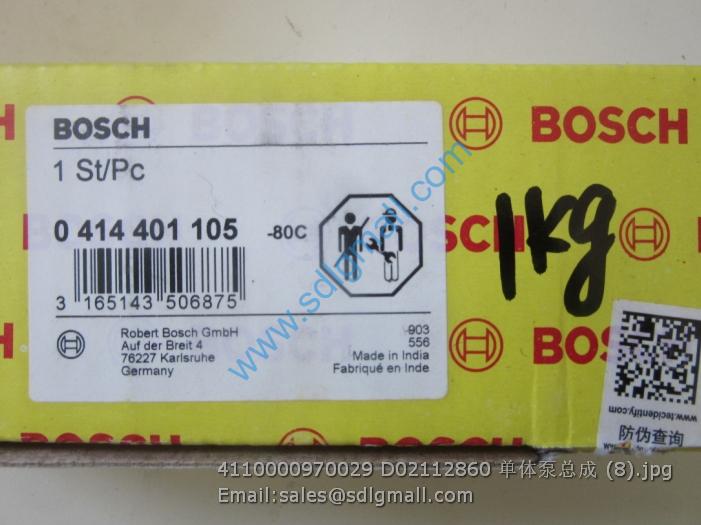 BOSCH
1 St/Pc
0 414 401 105 -80C
3 165143 506875
Robert Bosch GmbH
Auf der Breit 4
76227 Karlsruhe
Germany
903
556
Made in India
Fabriqué en Inde
BOSCH
SCH
BOSCH
1kg
www.sdlgmall.com
www.tecidentify.com
防伪查询
4110000970029 D02112860 单体泵总成 (8).jpg
Email:sales@sdlgmall.com